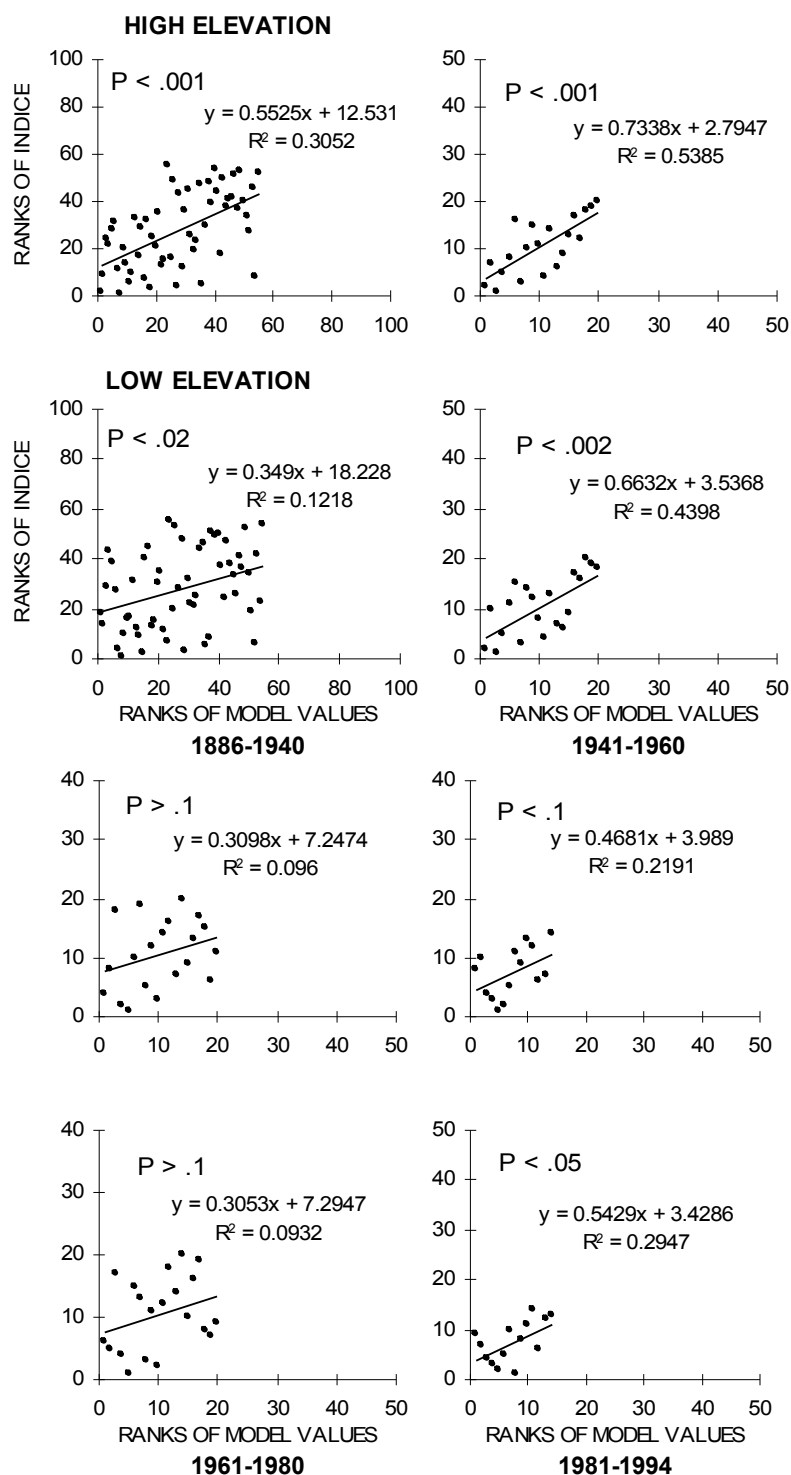 HIGH ELEVATION
RANKS OF INDICE
100
80
60
40
20
0
P < .001
y = 0.5525x + 12.531
R² = 0.3052
0 20 40 60 80 100
50
40
30
20
10
0
P < .001
y = 0.7338x + 2.7947
R² = 0.5385
0 10 20 30 40 50
LOW ELEVATION
RANKS OF INDICE
100
80
60
40
20
0
P < .02
y = 0.349x + 18.228
R² = 0.1218
0 20 40 60 80 100
RANKS OF MODEL VALUES
1886-1940
50
40
30
20
10
0
P < .002
y = 0.6632x + 3.5368
R² = 0.4398
0 10 20 30 40 50
RANKS OF MODEL VALUES
1941-1960
40
30
20
10
0
P > .1
y = 0.3098x + 7.2474
R² = 0.096
0 10 20 30 40 50
40
30
20
10
0
P < .1
y = 0.4681x + 3.989
R² = 0.2191
0 10 20 30 40 50
40
30
20
10
0
P > .1
y = 0.3053x + 7.2947
R² = 0.0932
0 10 20 30 40 50
RANKS OF MODEL VALUES
1961-1980
50
40
30
20
10
0
P < .05
y = 0.5429x + 3.4286
R² = 0.2947
0 10 20 30 40 50
RANKS OF MODEL VALUES
1981-1994